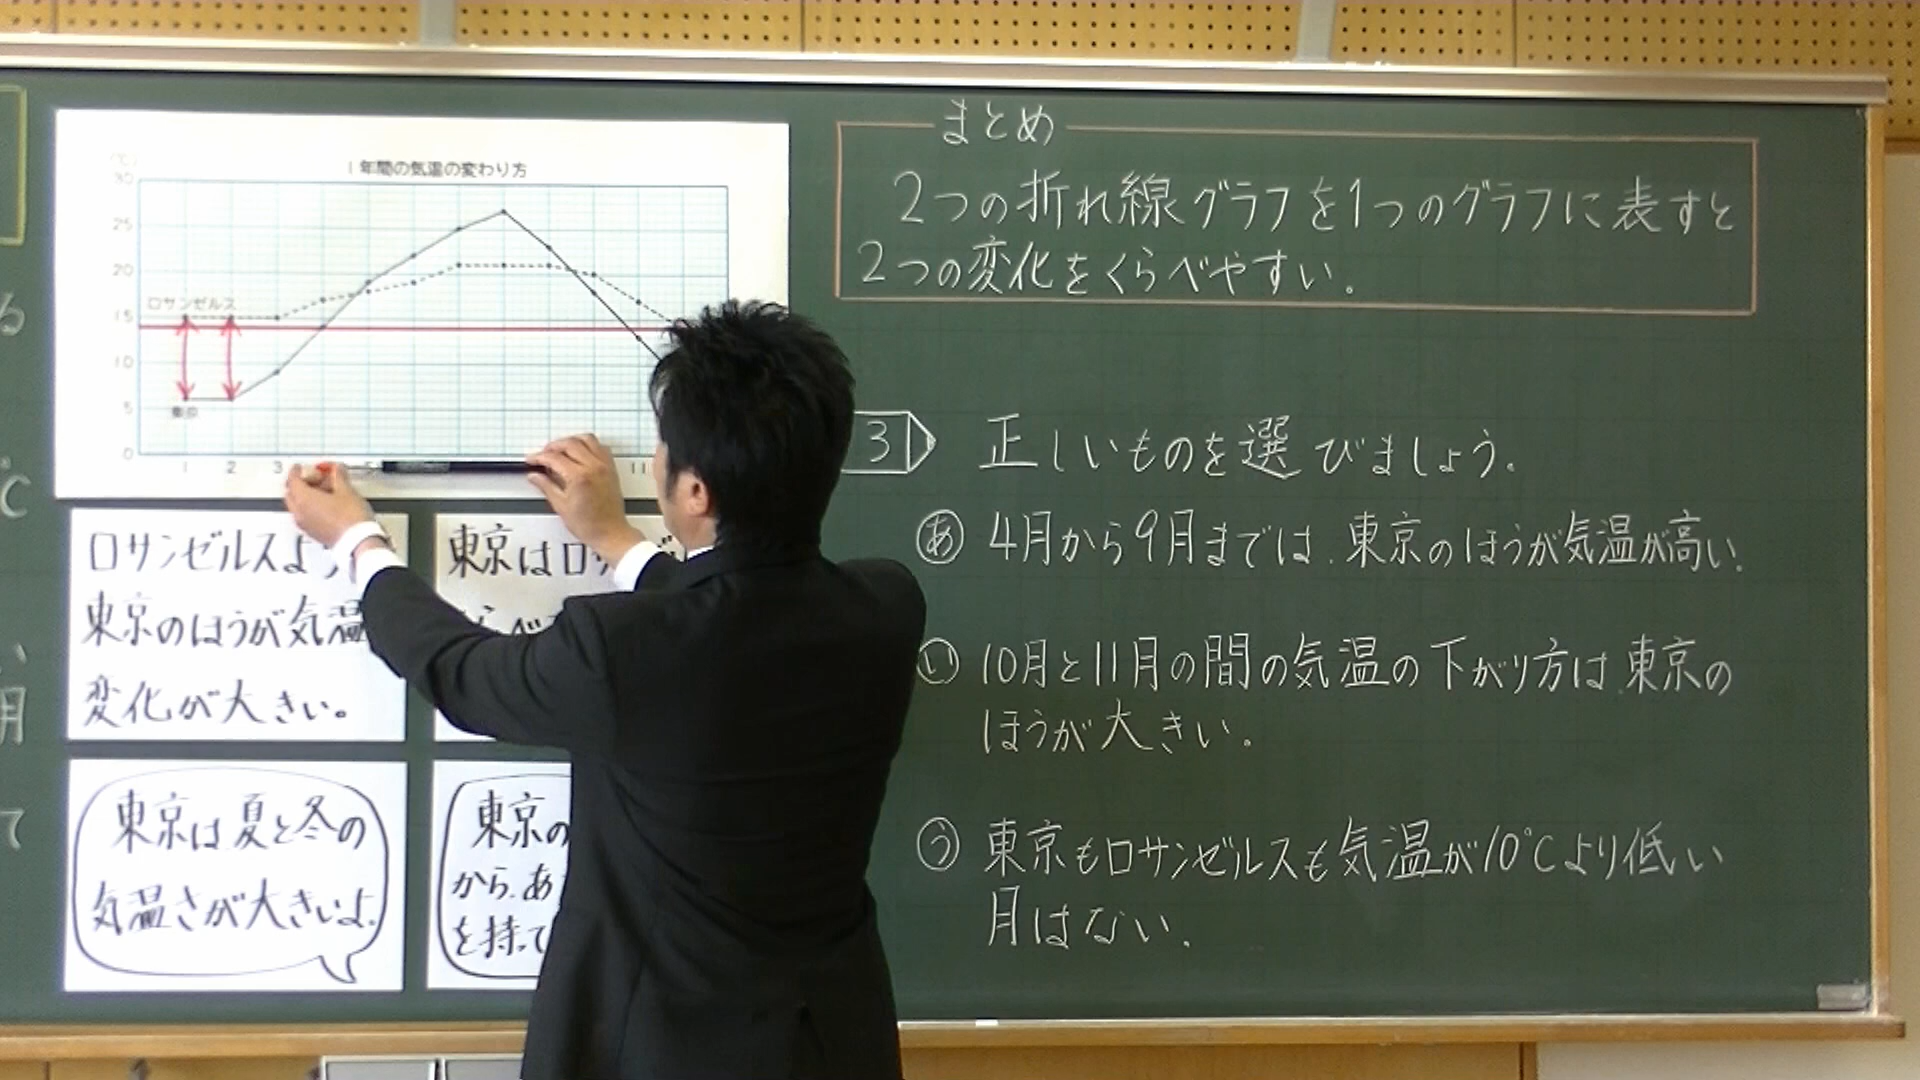 1年間の気温の変わり方
30
25
20
15
10
5
0
ロサンゼルス
東京
1 2 3
11
ロサンゼルスよ
東京のほうが気温
変化が大きい。
東京はロサ
東京は夏と冬の
気温さが大きいよ。
東京の
から、あ
を持って
℃
まとめ
2つの折れ線グラフを1つのグラフに表すと
2つの変化をくらべやすい。
3 正しいものを選びましょう。
あ 4月から9月までは、東京のほうが気温が高い。
い 10月と11月の間の気温の下がり方は、東京の
ほうが大きい。
う 東京もロサンゼルスも気温が10℃より低い
月はない。